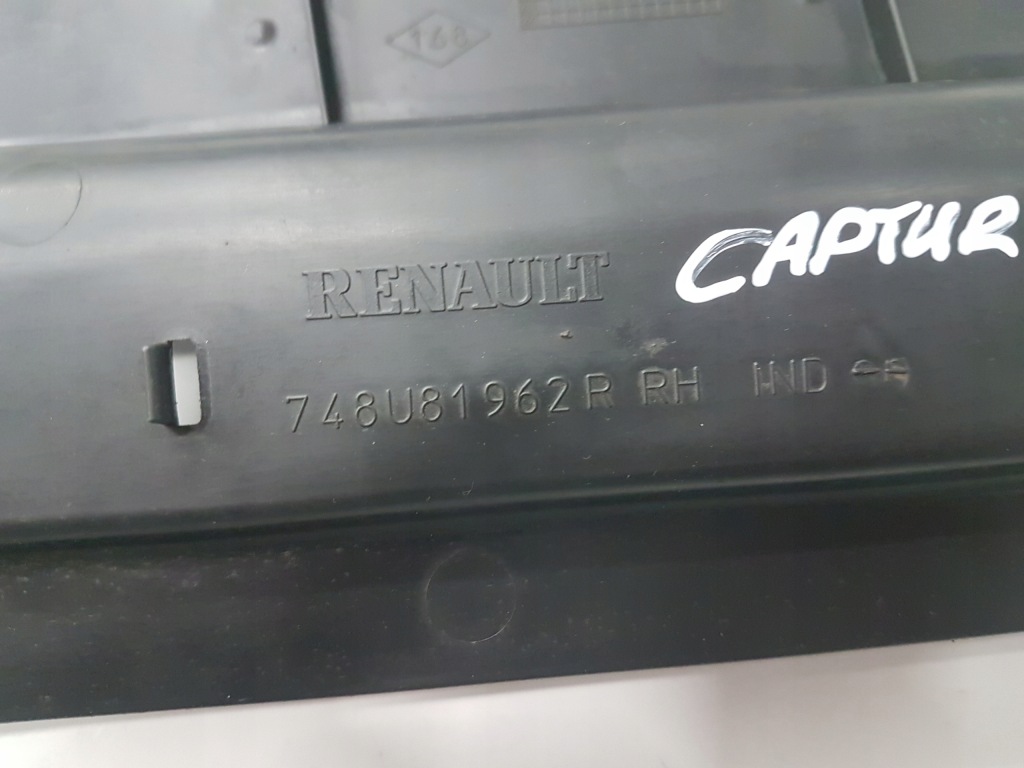 168
RENAULT
CAPTUR
748U81962R RH IND